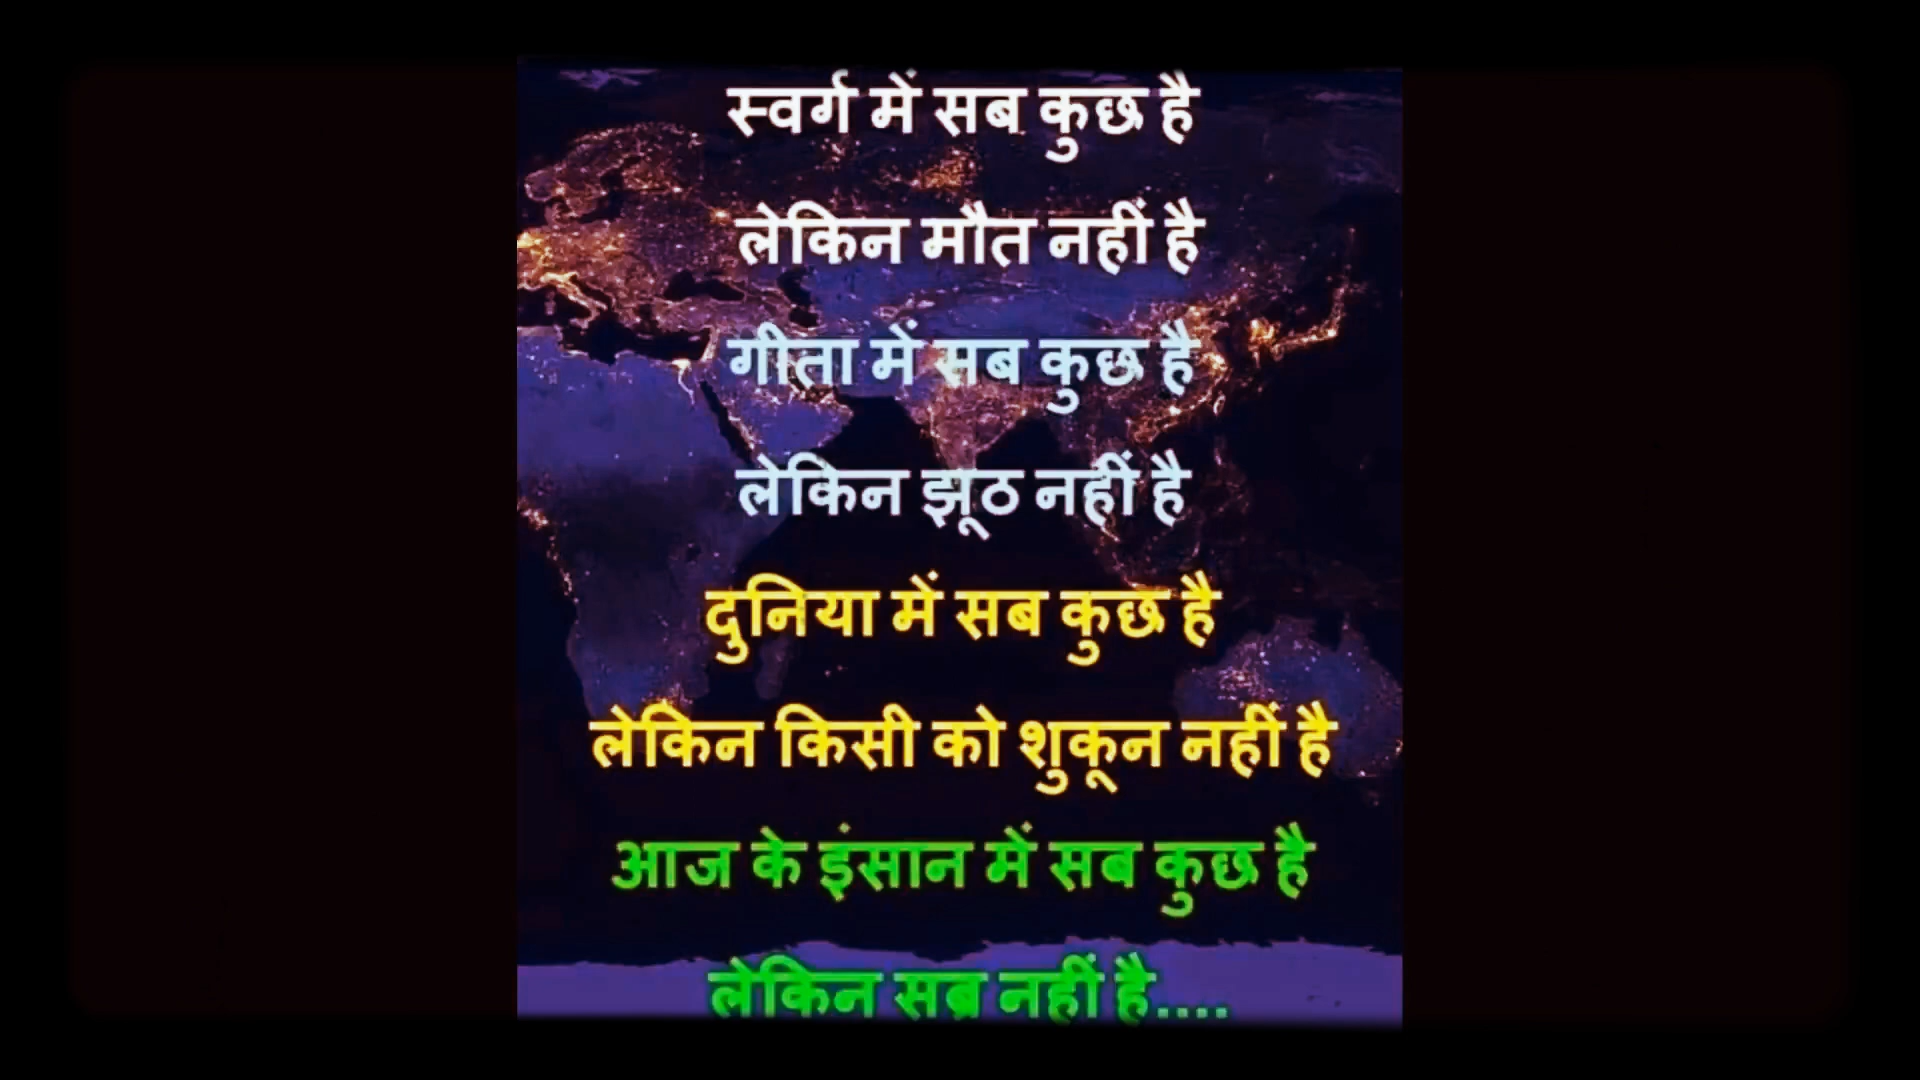 स्वर्ग में सब कुछ है
लेकिन मौत नहीं है
गीता में सब कुछ है
लेकिन झूठ नहीं है
दुनिया में सब कुछ है
लेकिन किसी को शुकून नहीं है
आज के इंसान में सब कुछ है
लेकिन सब्र नहीं है....